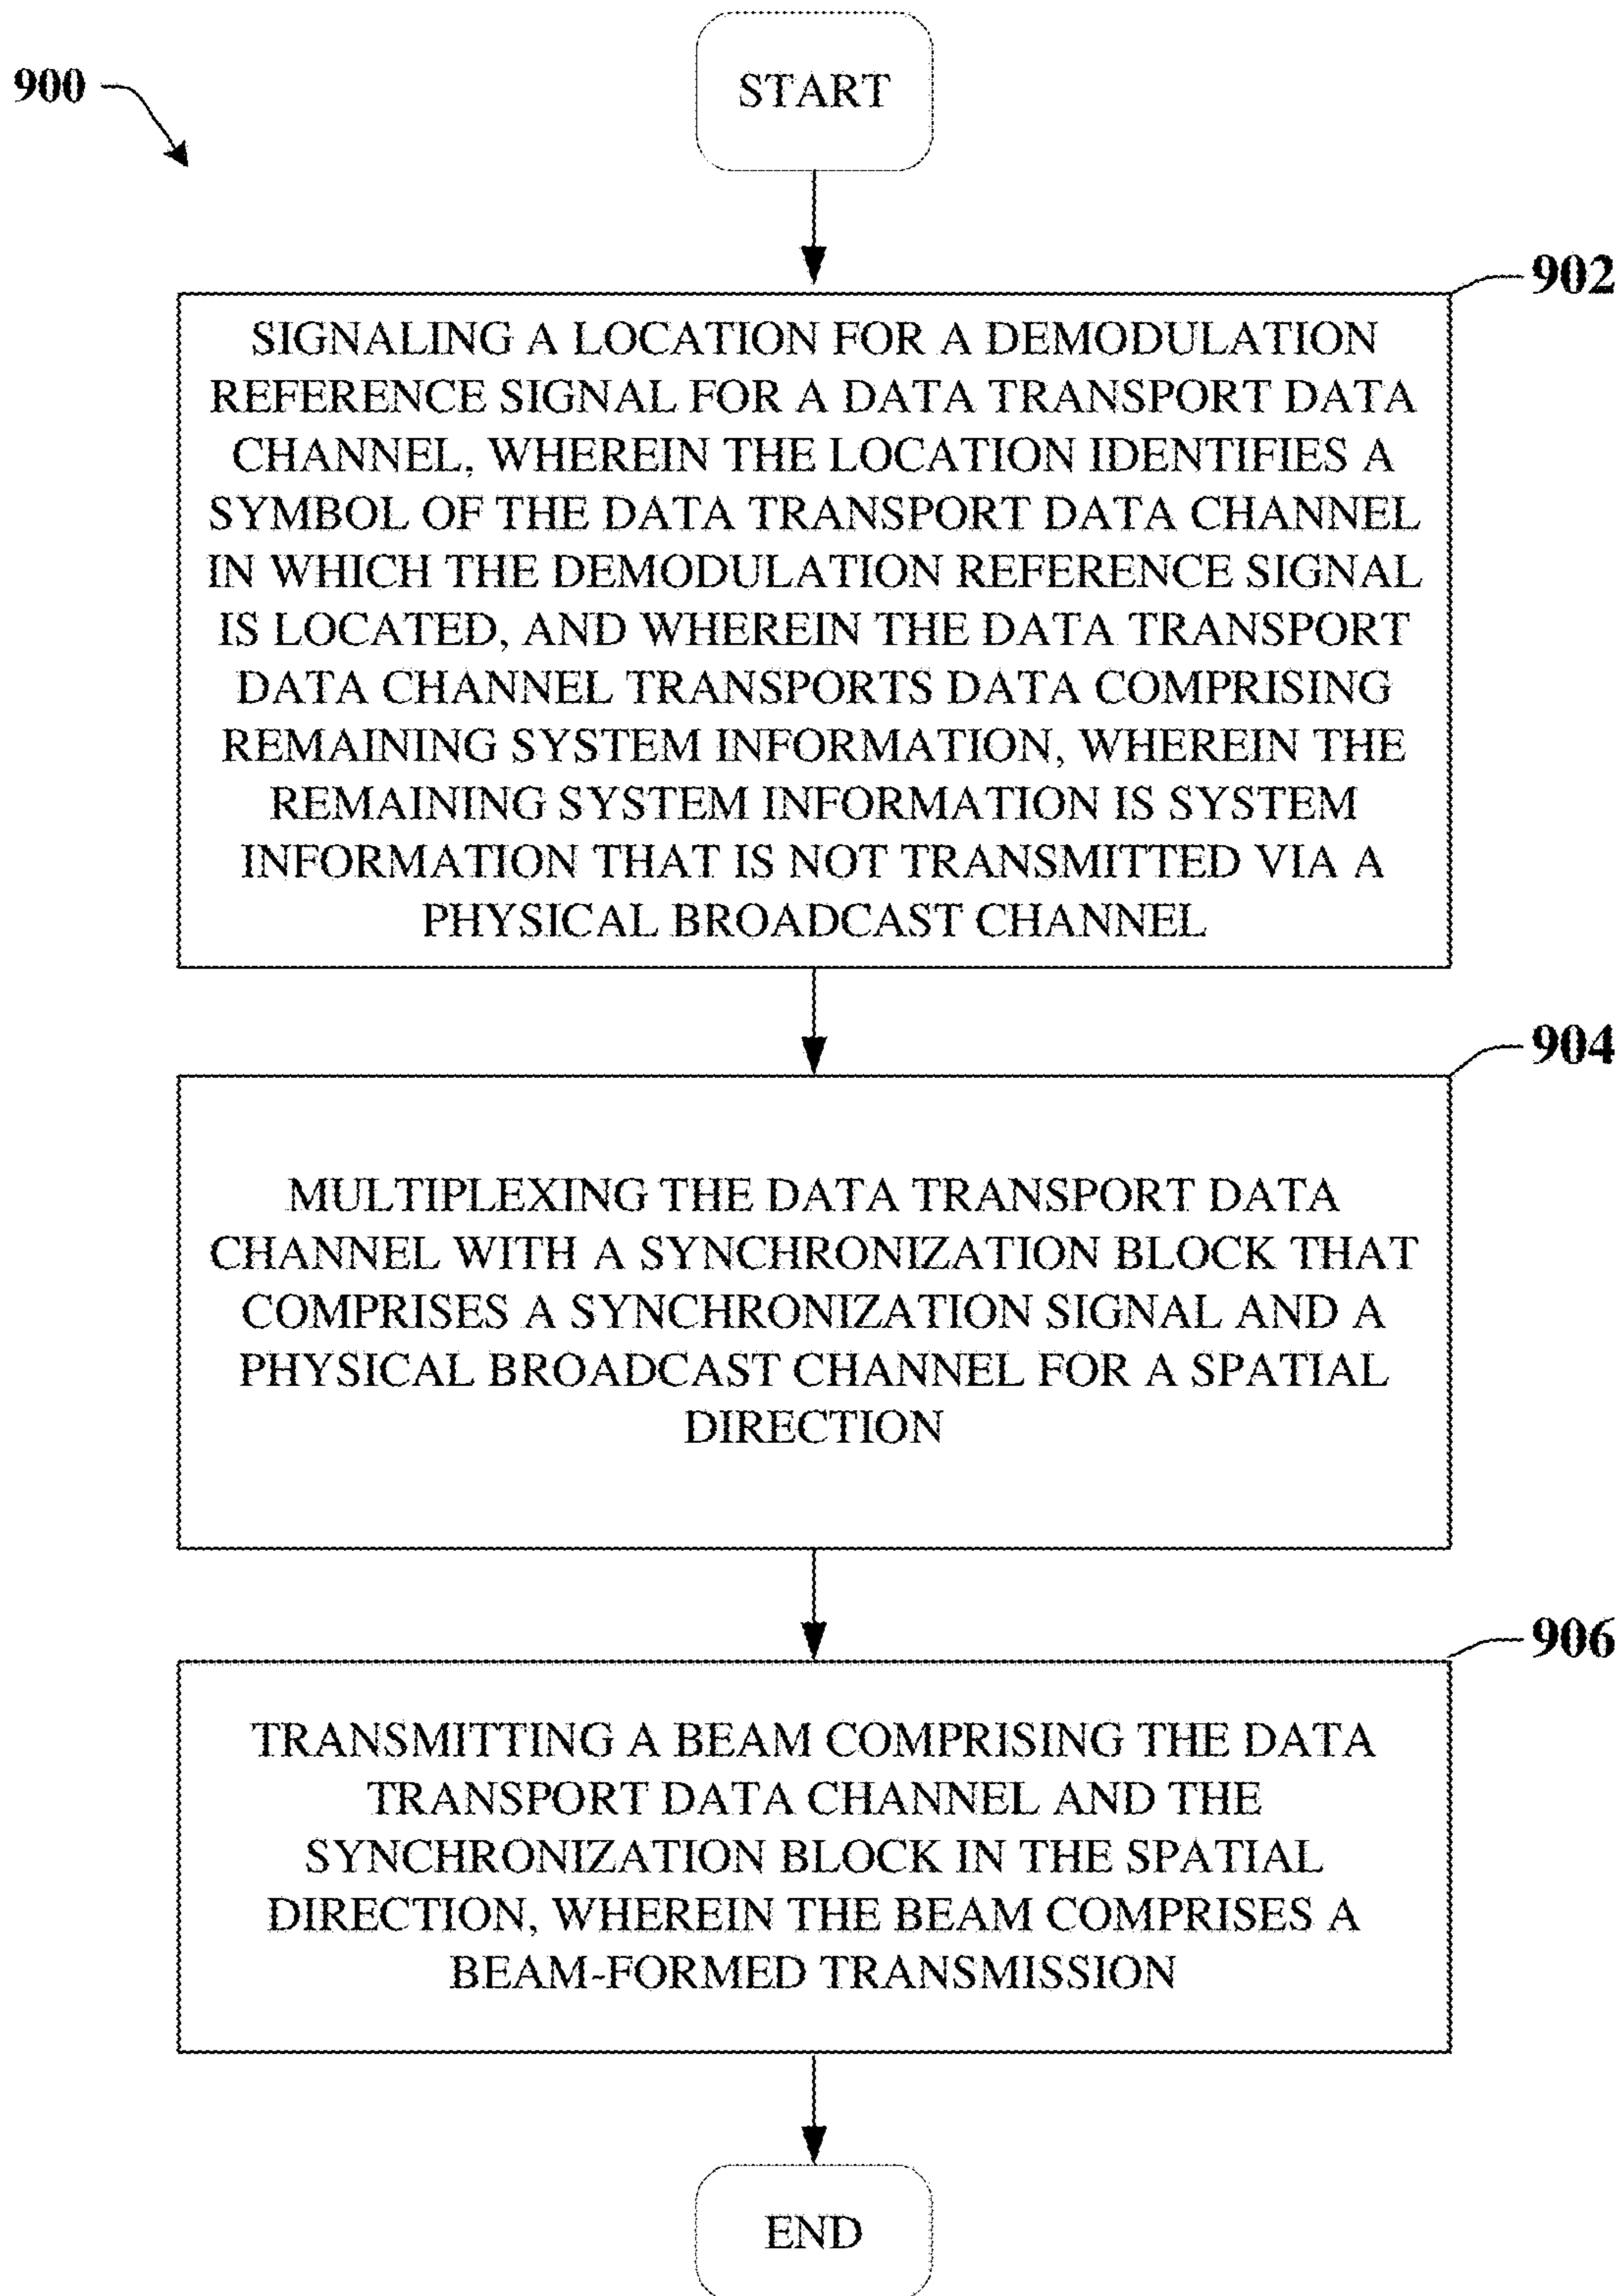 900
START
902
SIGNALING A LOCATION FOR A DEMODULATION
REFERENCE SIGNAL FOR A DATA TRANSPORT DATA
CHANNEL, WHEREIN THE LOCATION IDENTIFIES A
SYMBOL OF THE DATA TRANSPORT DATA CHANNEL
IN WHICH THE DEMODULATION REFERENCE SIGNAL
IS LOCATED, AND WHEREIN THE DATA TRANSPORT
DATA CHANNEL TRANSPORTS DATA COMPRISING
REMAINING SYSTEM INFORMATION, WHEREIN THE
REMAINING SYSTEM INFORMATION IS SYSTEM
INFORMATION THAT IS NOT TRANSMITTED VIA A
PHYSICAL BROADCAST CHANNEL
904
MULTIPLEXING THE DATA TRANSPORT DATA
CHANNEL WITH A SYNCHRONIZATION BLOCK THAT
COMPRISES A SYNCHRONIZATION SIGNAL AND A
PHYSICAL BROADCAST CHANNEL FOR A SPATIAL
DIRECTION
906
TRANSMITTING A BEAM COMPRISING THE DATA
TRANSPORT DATA CHANNEL AND THE
SYNCHRONIZATION BLOCK IN THE SPATIAL
DIRECTION, WHEREIN THE BEAM COMPRISES A
BEAM-FORMED TRANSMISSION
END